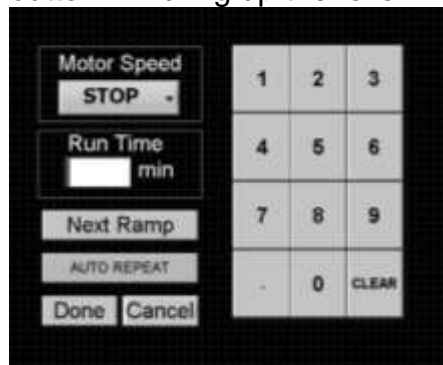 Motor Speed
STOP
Run Time
min
Next Ramp
AUTO REPEAT
Done Cancel
1 2 3
4 5 6
7 8 9
. 0 CLEAR